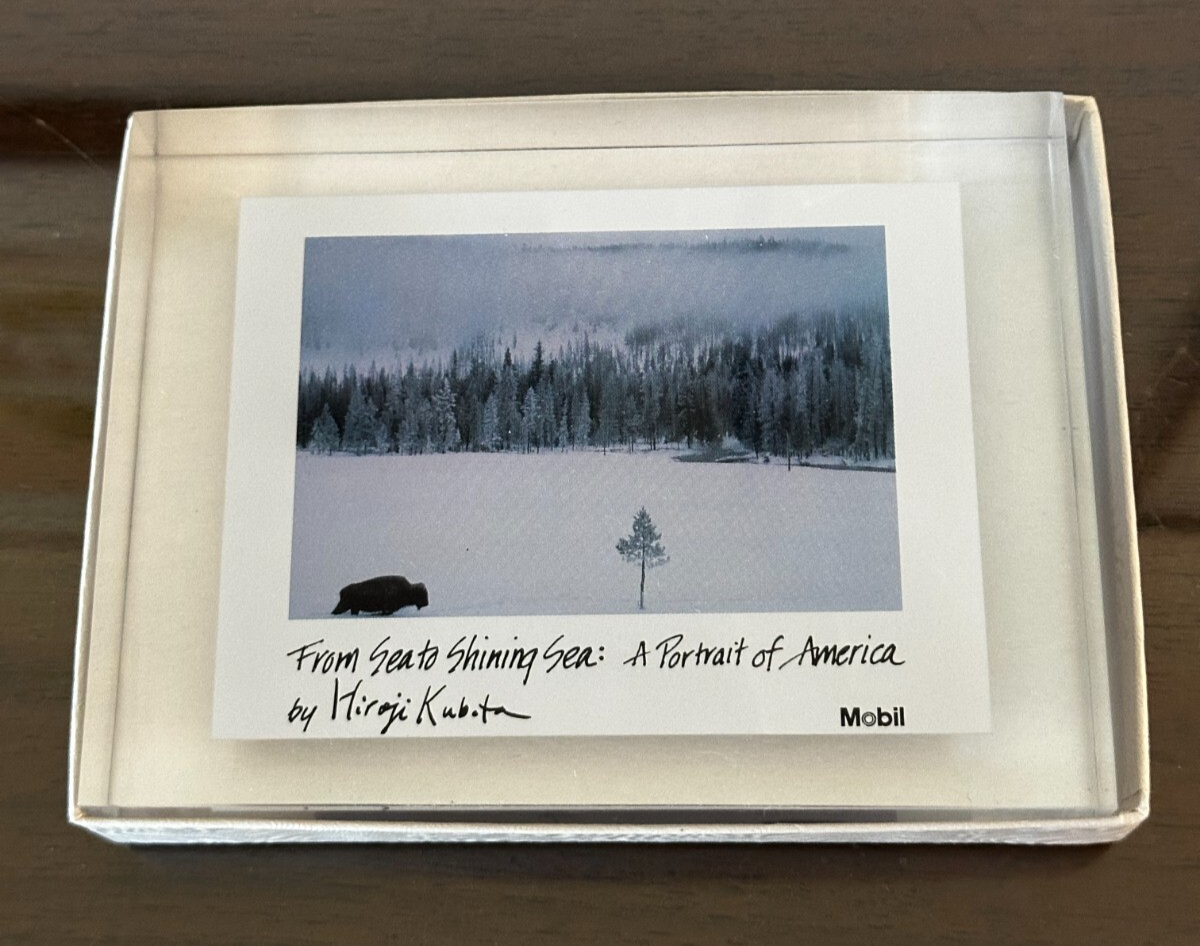 From Sea to Shining Sea: A Portrait of America
by Hiroji Kubota
Mobil